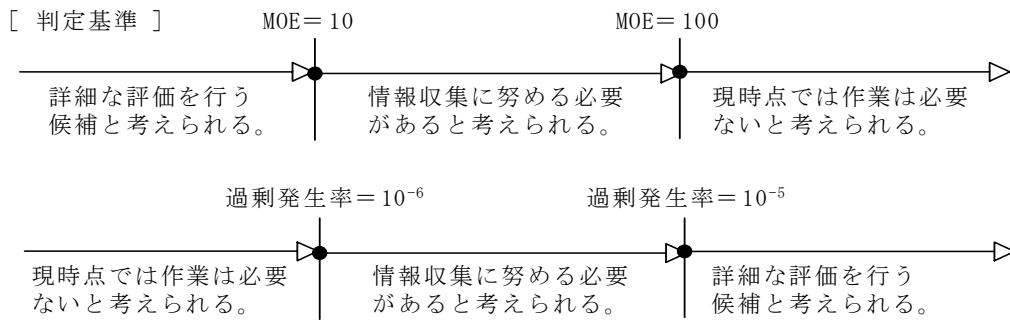 [ 判定基準 ] MOE＝10 MOE＝100
詳細な評価を行う 情報収集に努める必要 現時点では作業は必要
候補と考えられる。 があると考えられる。 ないと考えられる。
過剰発生率＝10⁻⁶ 過剰発生率＝10⁻⁵
現時点では作業は必要 情報収集に努める必要 詳細な評価を行う
ないと考えられる。 があると考えられる。 候補と考えられる。